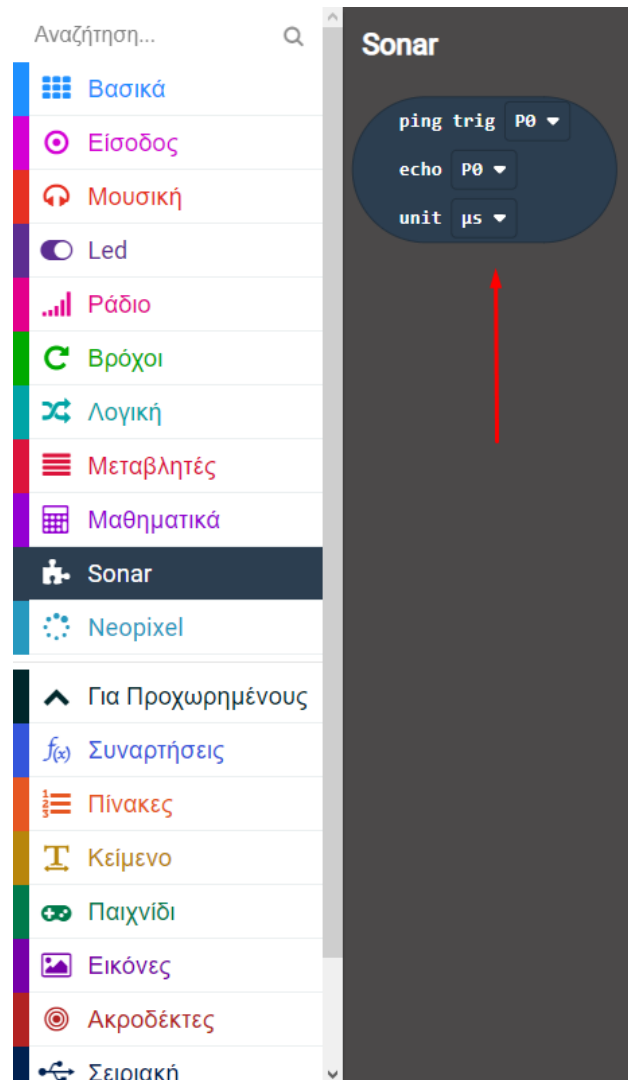 Αναζήτηση...
Βασικά
Είσοδος
Μουσική
Led
Ράδιο
Βρόχοι
Λογική
Μεταβλητές
Μαθηματικά
Sonar
Neopixel
Για Προχωρημένους
f(x) Συναρτήσεις
Πίνακες
Κείμενο
Παιχνίδι
Εικόνες
Ακροδέκτες
Σειριακή
Sonar
ping trig P0
echo P0
unit μs